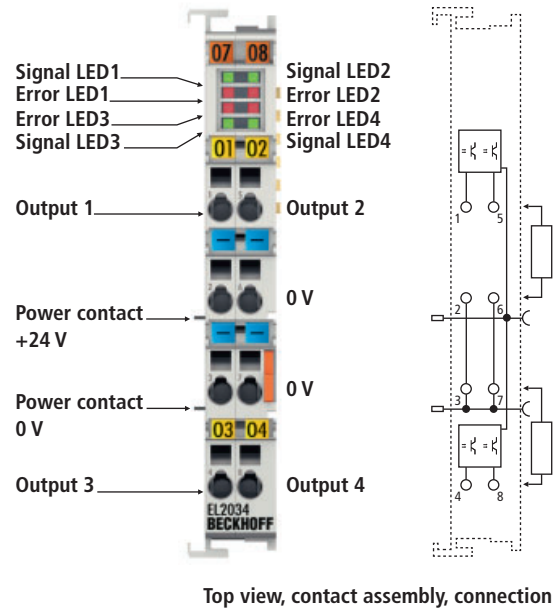 07 08
Signal LED1
Signal LED2
Error LED1
Error LED2
Error LED3
Error LED4
Signal LED3
Signal LED4
01 02
Output 1
Output 2
1
5
0 V
2
6
Power contact
+24 V
0 V
3
7
Power contact
0 V
03 04
Output 3
Output 4
4
8
EL2034
BECKHOFF
Top view, contact assembly, connection